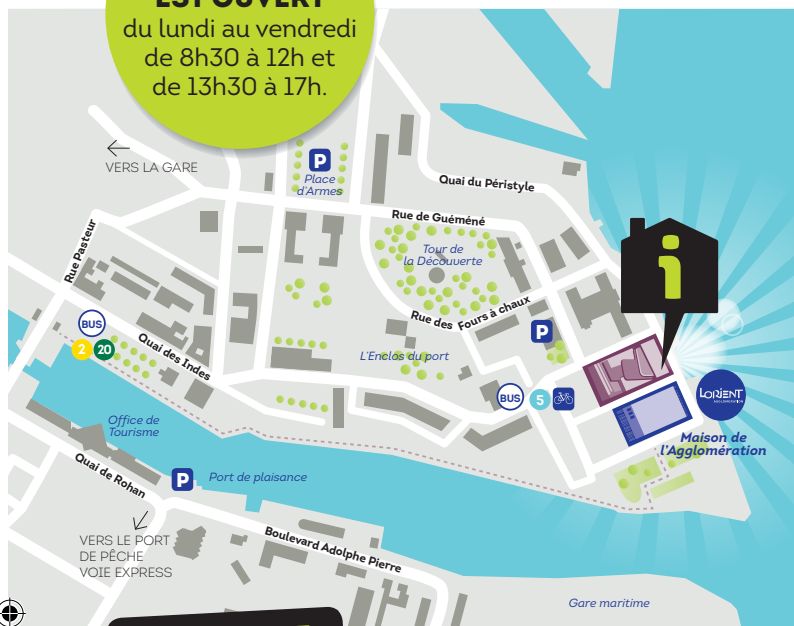 EST OUVERT
du lundi au vendredi
de 8h30 à 12h et
de 13h30 à 17h.
VERS LA GARE
P
Place
d'Armes
Quai du Péristyle
Rue de Guéméné
Rue Pasteur
Tour de
la Découverte
i
Rue des Fours à chaux
BUS
2 20
Quai des Indes
P
L'Enclos du port
BUS 5
LORIENT
AGGLOMÉRATION
Maison de
l'Agglomération
Office de
Tourisme
Quai de Rohan
P
Port de plaisance
VERS LE PORT
DE PÊCHE
VOIE EXPRESS
Boulevard Adolphe Pierre
Gare maritime